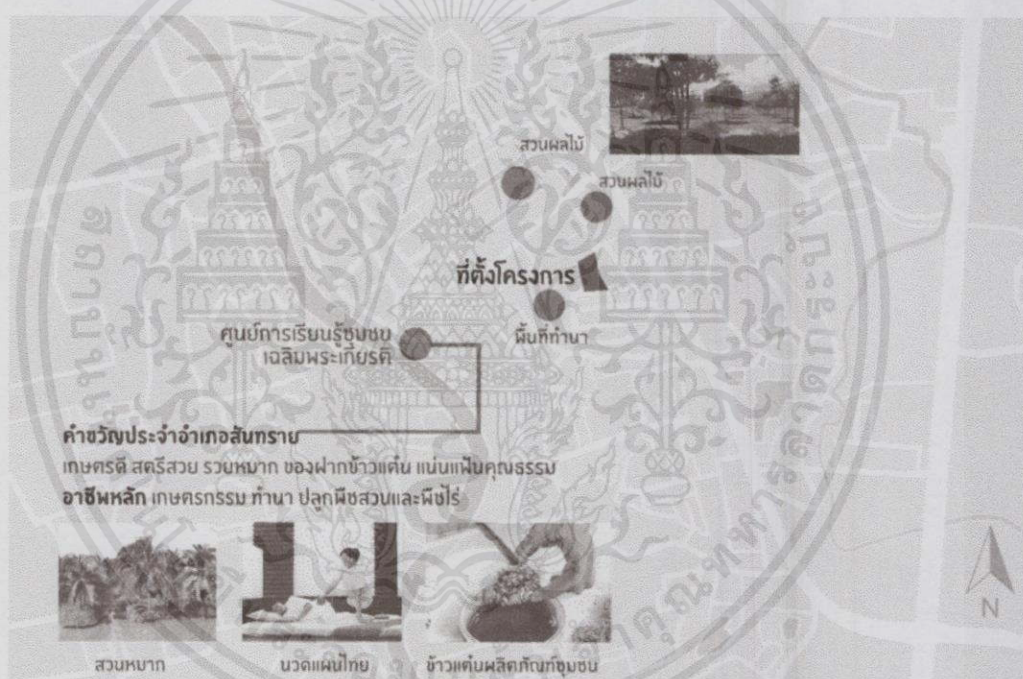 สวนผลไม้
สวนผลไม้
ที่ตั้งโครงการ
พื้นที่ทำนา
ศูนย์การเรียนรู้ชุมชน
เฉลิมพระเกียรติ
คำขวัญประจำอำเภอสันทราย
เกษตรดี สตรีสวย รวยหมาก ของฝากข้าวแต๋น แน่นแฟ้นคุณธรรม
อาชีพหลัก เกษตรกรรม ทำนา ปลูกพืชสวนและพืชไร่
N
สวนหมาก
นวดแผนไทย
ข้าวแต๋นผลิตภัณฑ์ชุมชน